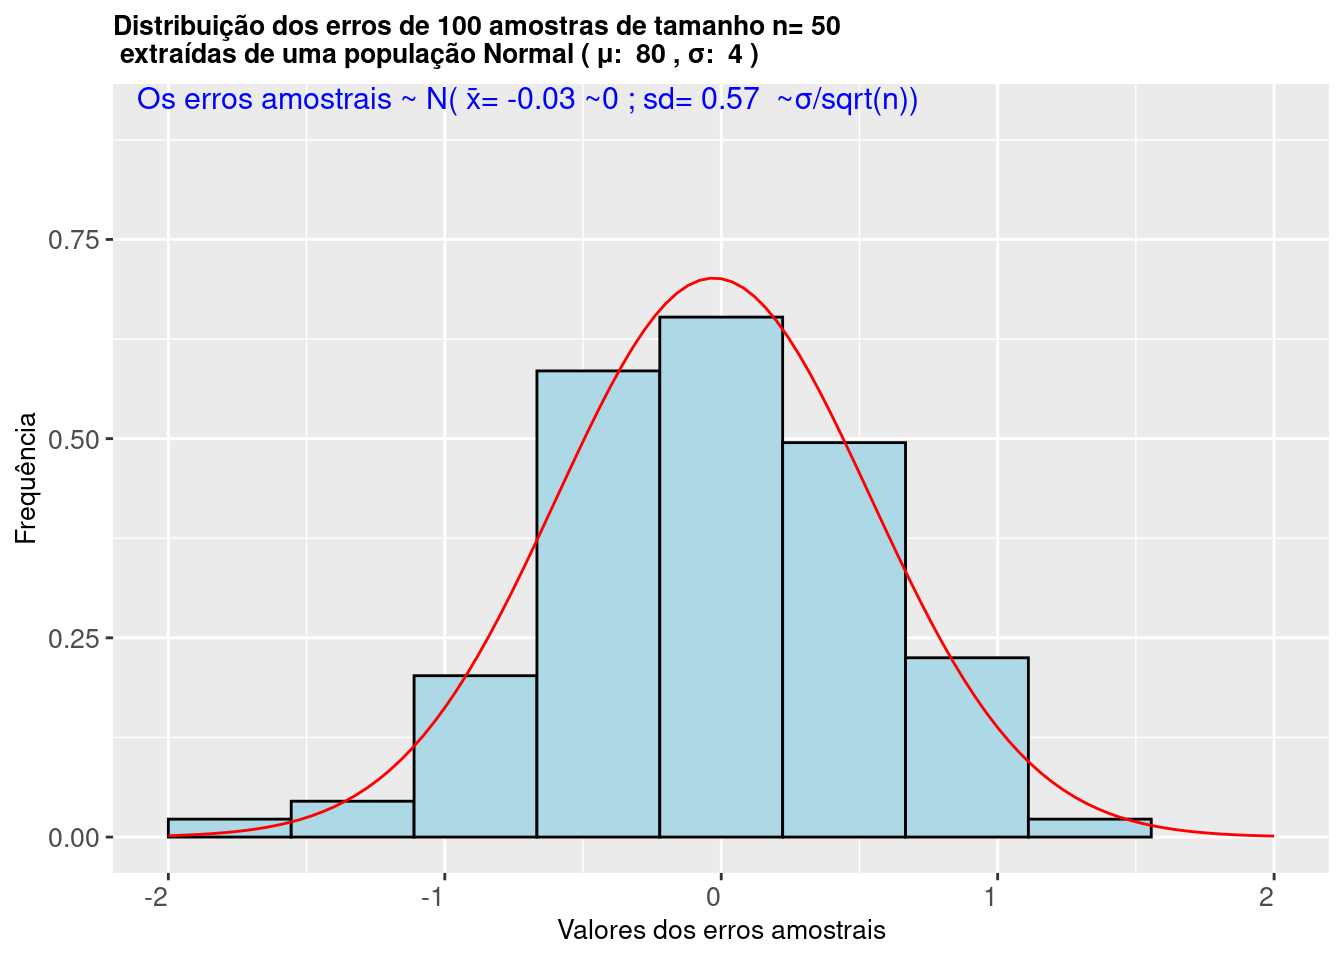 Distribuição dos erros de 100 amostras de tamanho n= 50
extraídas de uma população Normal ( μ:  80 , σ:  4 )
Os erros amostrais ~ N( x̄= -0.03 ~0 ; sd= 0.57  ~σ/sqrt(n))
0.75
0.50
0.25
0.00
Frequência
-2
-1
0
1
2
Valores dos erros amostrais